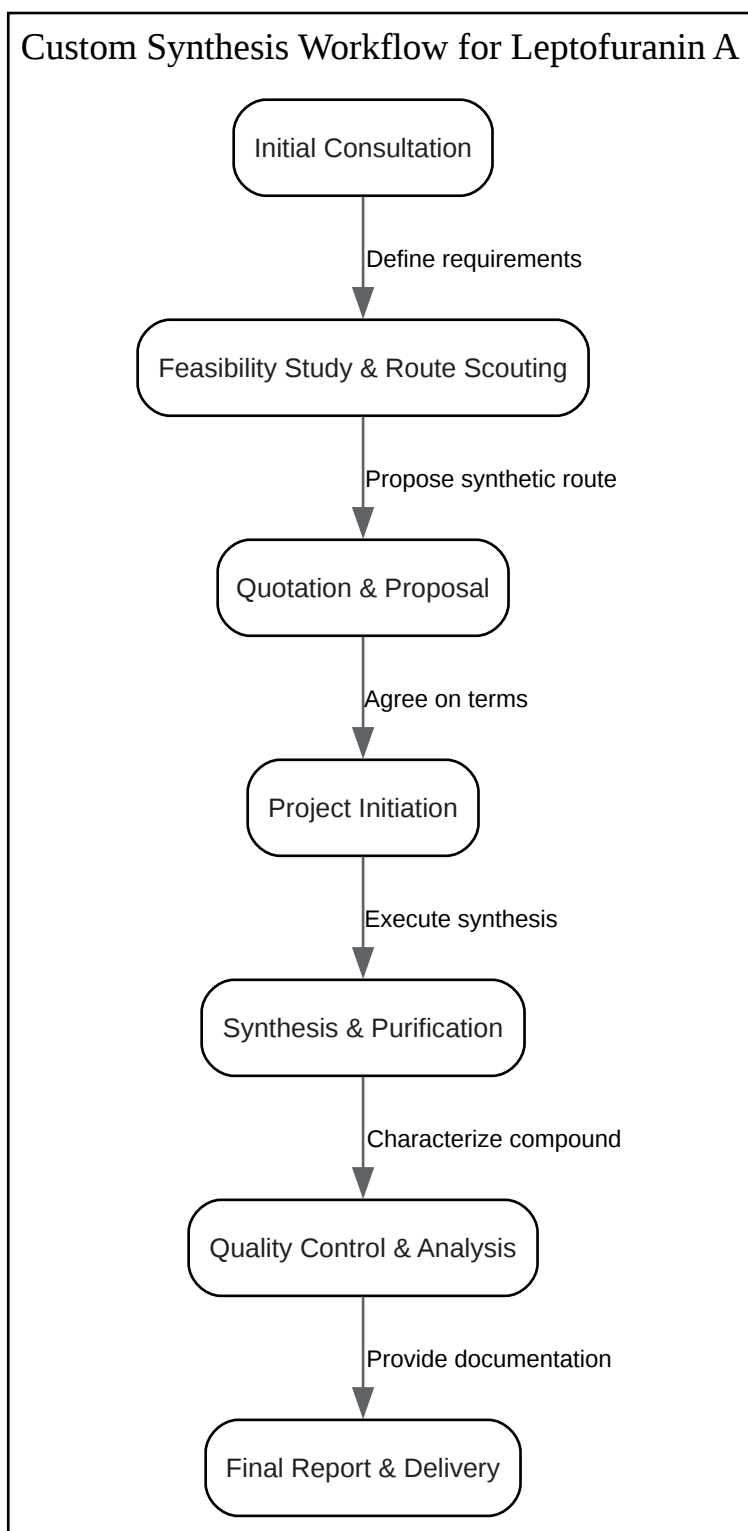 Custom Synthesis Workflow for Leptofuranin A
Initial Consultation
Define requirements
Feasibility Study & Route Scouting
Propose synthetic route
Quotation & Proposal
Agree on terms
Project Initiation
Execute synthesis
Synthesis & Purification
Characterize compound
Quality Control & Analysis
Provide documentation
Final Report & Delivery